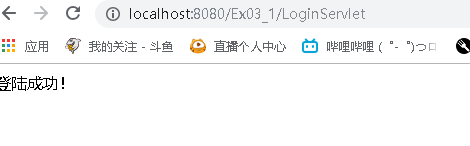 localhost:8080/Ex03_1/LoginServlet
应用 我的关注 - 斗鱼 直播个人中心 哔哩哔哩 ( ゜- ゜)つロ
登陆成功!